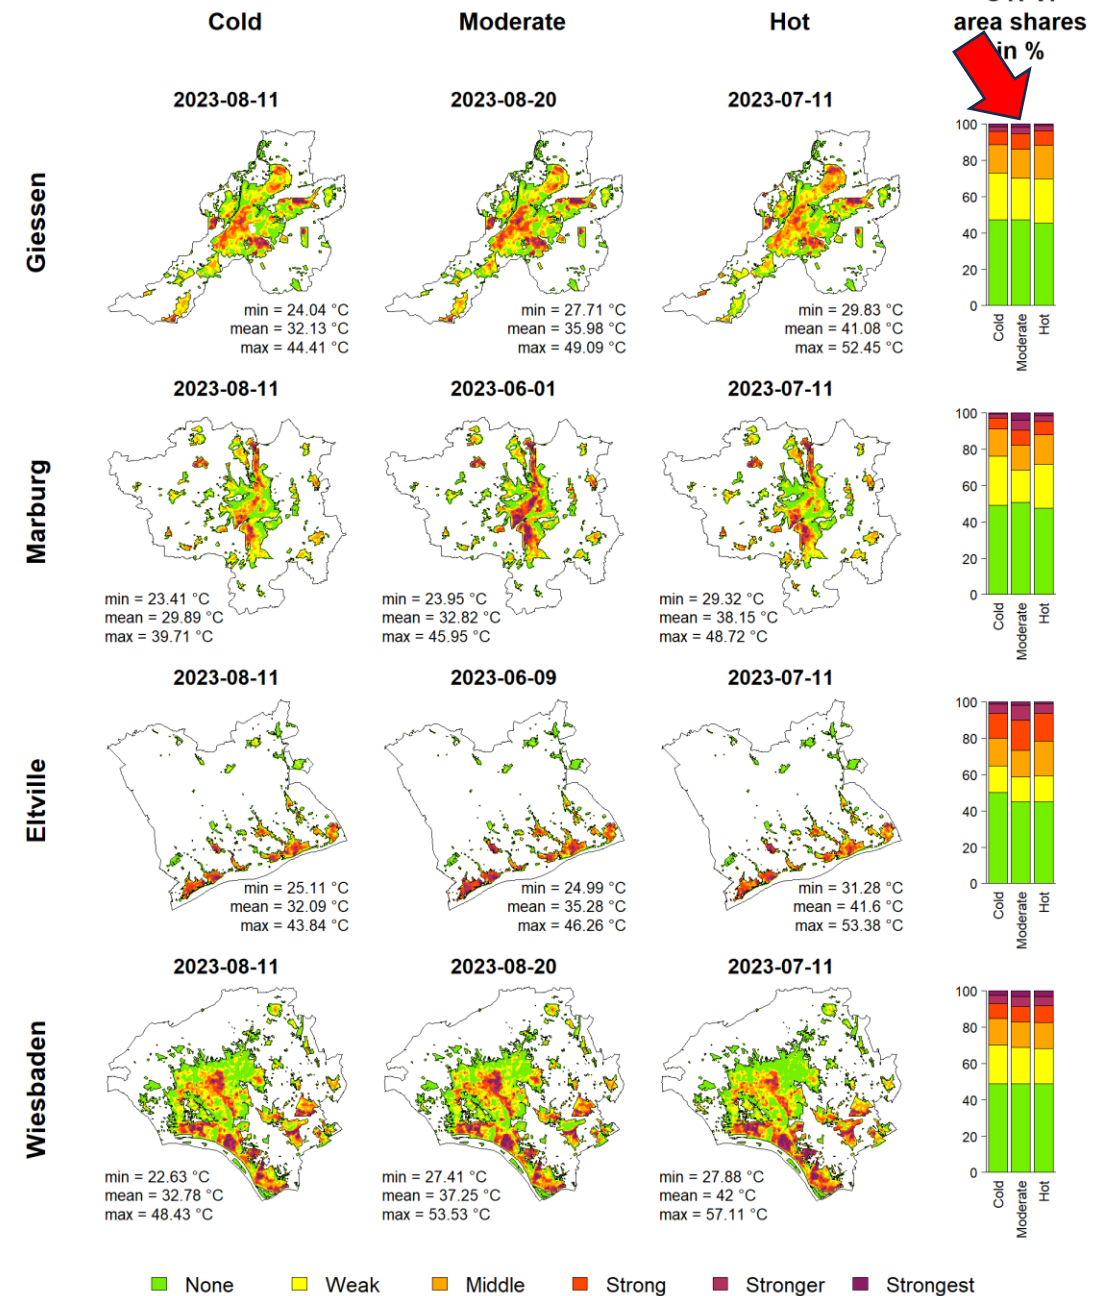 Cold Moderate Hot
area shares
in %
2023-08-11 2023-08-20 2023-07-11
Giessen
min = 24.04 °C
mean = 32.13 °C
max = 44.41 °C
min = 27.71 °C
mean = 35.98 °C
max = 49.09 °C
min = 29.83 °C
mean = 41.08 °C
max = 52.45 °C
100
80
60
40
20
0
Cold
Moderate
Hot
2023-08-11 2023-06-01 2023-07-11
Marburg
min = 23.41 °C
mean = 29.89 °C
max = 39.71 °C
min = 23.95 °C
mean = 32.82 °C
max = 45.95 °C
min = 29.32 °C
mean = 38.15 °C
max = 48.72 °C
100
80
60
40
20
0
Cold
Moderate
Hot
2023-08-11 2023-06-09 2023-07-11
Eltville
min = 25.11 °C
mean = 32.09 °C
max = 43.84 °C
min = 24.99 °C
mean = 35.28 °C
max = 46.26 °C
min = 31.28 °C
mean = 41.6 °C
max = 53.38 °C
100
80
60
40
20
0
Cold
Moderate
Hot
2023-08-11 2023-08-20 2023-07-11
Wiesbaden
min = 22.63 °C
mean = 32.78 °C
max = 48.43 °C
min = 27.41 °C
mean = 37.25 °C
max = 53.53 °C
min = 27.88 °C
mean = 42 °C
max = 57.11 °C
100
80
60
40
20
0
Cold
Moderate
Hot
None Weak Middle Strong Stronger Strongest